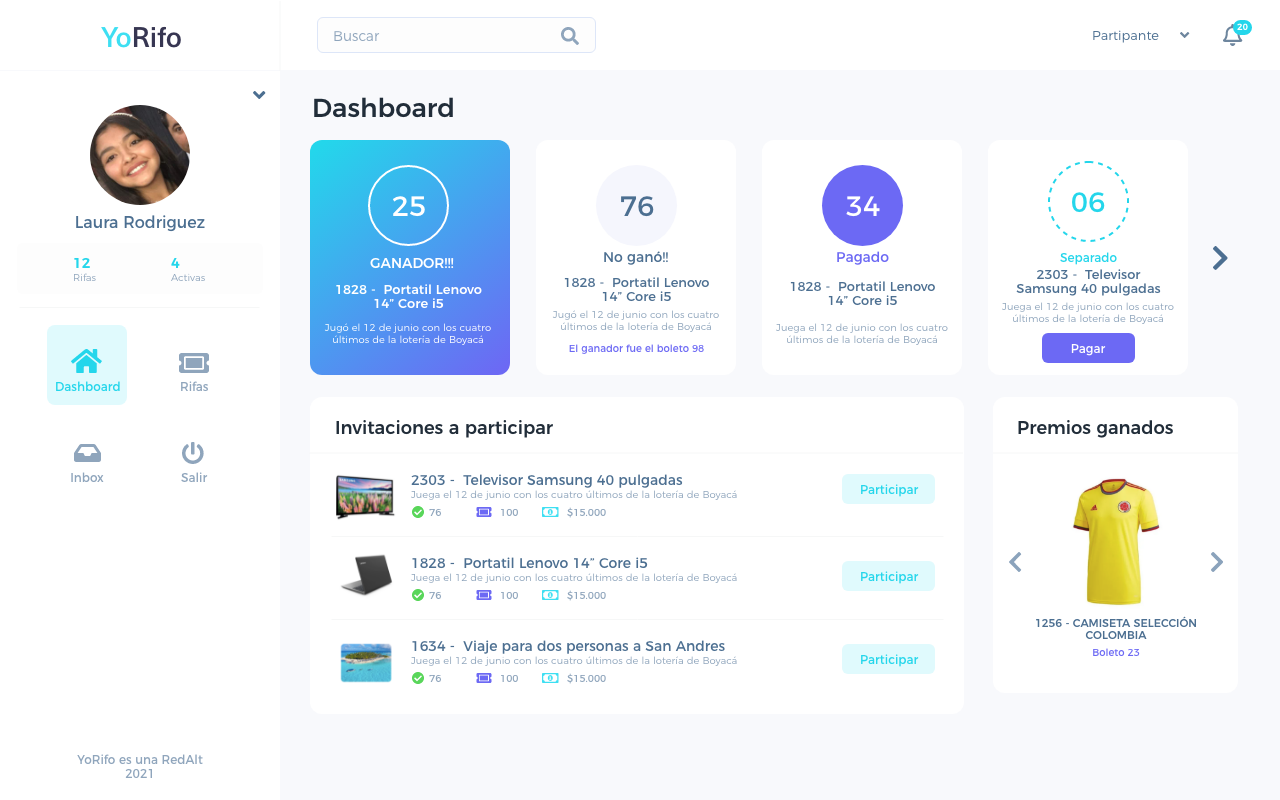 YoRifo
Buscar
Partipante
20
Laura Rodriguez
12
Rifas
4
Activas
Dashboard
Rifas
Inbox
Salir
YoRifo es una RedAlt
2021
Dashboard
25
GANADOR!!!
1828 - Portatil Lenovo
14” Core i5
Jugó el 12 de junio con los cuatro
últimos de la lotería de Boyacá
76
No ganó!!
1828 - Portatil Lenovo
14” Core i5
Jugó el 12 de junio con los cuatro
últimos de la lotería de Boyacá
El ganador fue el boleto 98
34
Pagado
1828 - Portatil Lenovo
14” Core i5
Juega el 12 de junio con los cuatro
últimos de la lotería de Boyacá
06
Separado
2303 - Televisor
Samsung 40 pulgadas
Juega el 12 de junio con los cuatro
últimos de la lotería de Boyacá
Pagar
Invitaciones a participar
2303 - Televisor Samsung 40 pulgadas
Juega el 12 de junio con los cuatro últimos de la lotería de Boyacá
76 100 $15.000
Participar
1828 - Portatil Lenovo 14” Core i5
Juega el 12 de junio con los cuatro últimos de la lotería de Boyacá
76 100 $15.000
Participar
1634 - Viaje para dos personas a San Andres
Juega el 12 de junio con los cuatro últimos de la lotería de Boyacá
76 100 $15.000
Participar
Premios ganados
1256 - CAMISETA SELECCIÓN
COLOMBIA
Boleto 23